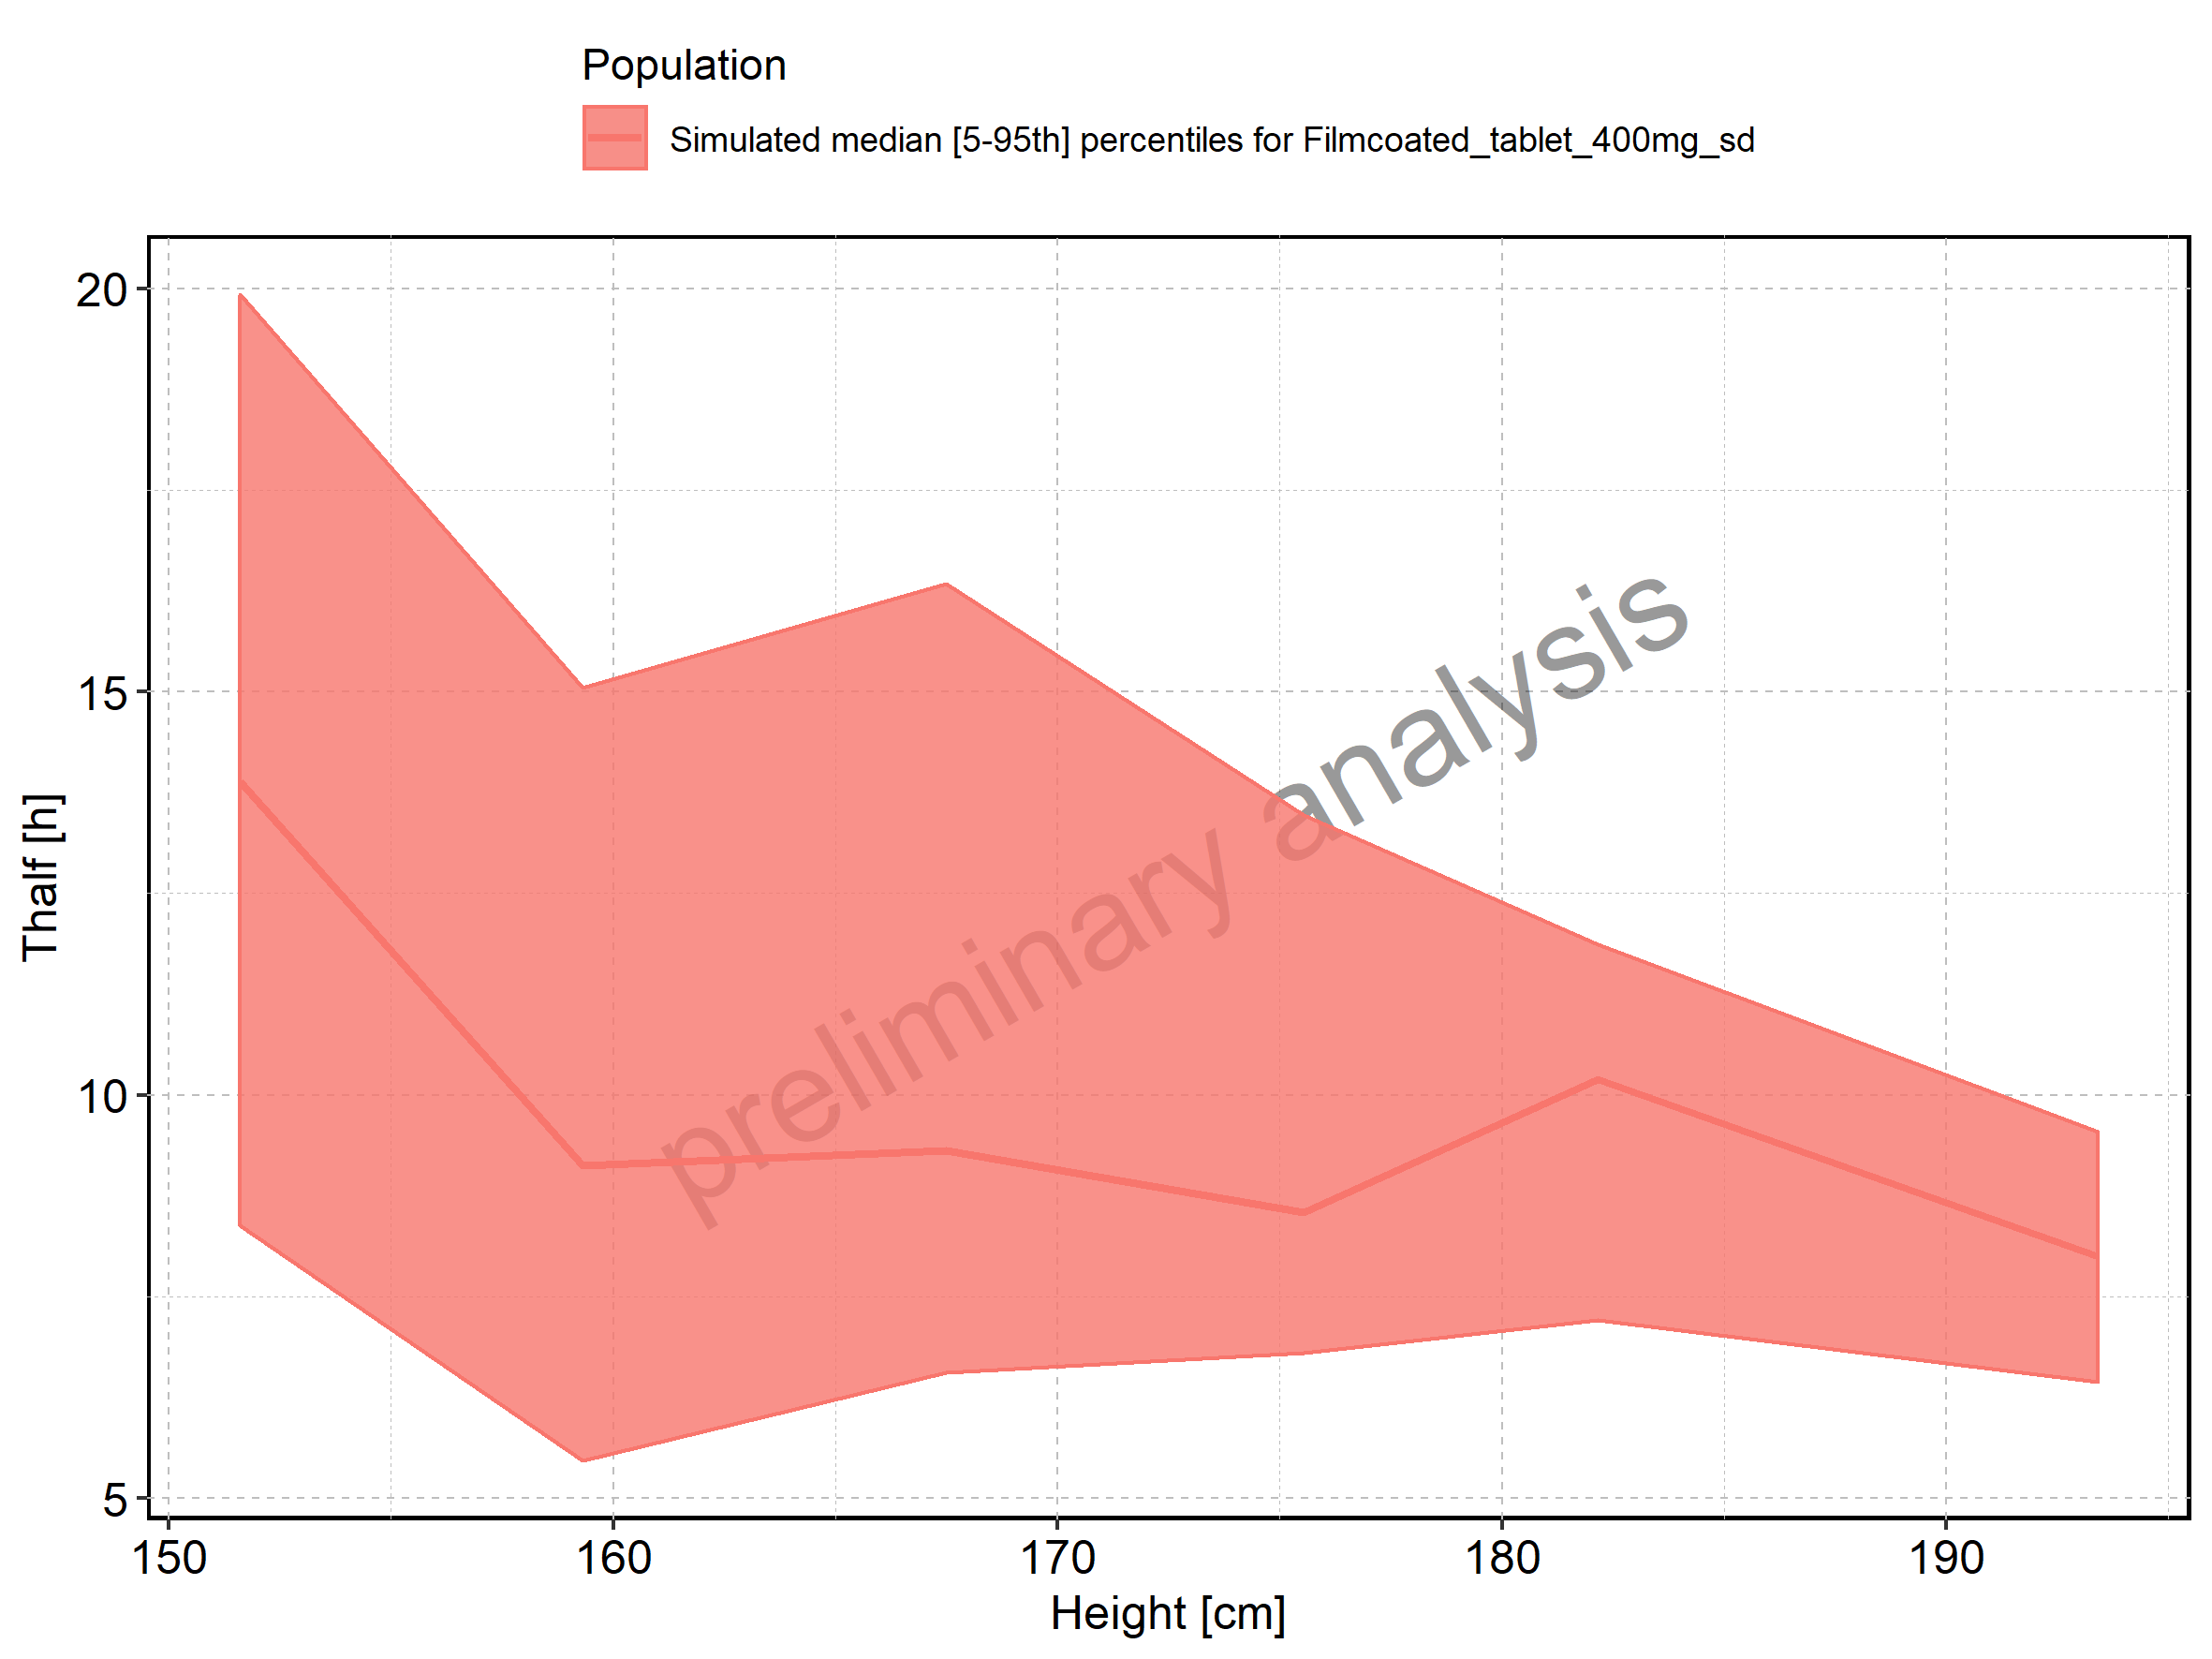 Population
Simulated median [5-95th] percentiles for Filmcoated_tablet_400mg_sd
20
15
10
5
Thalf [h]
preliminary analysis
150 160 170 180 190
Height [cm]